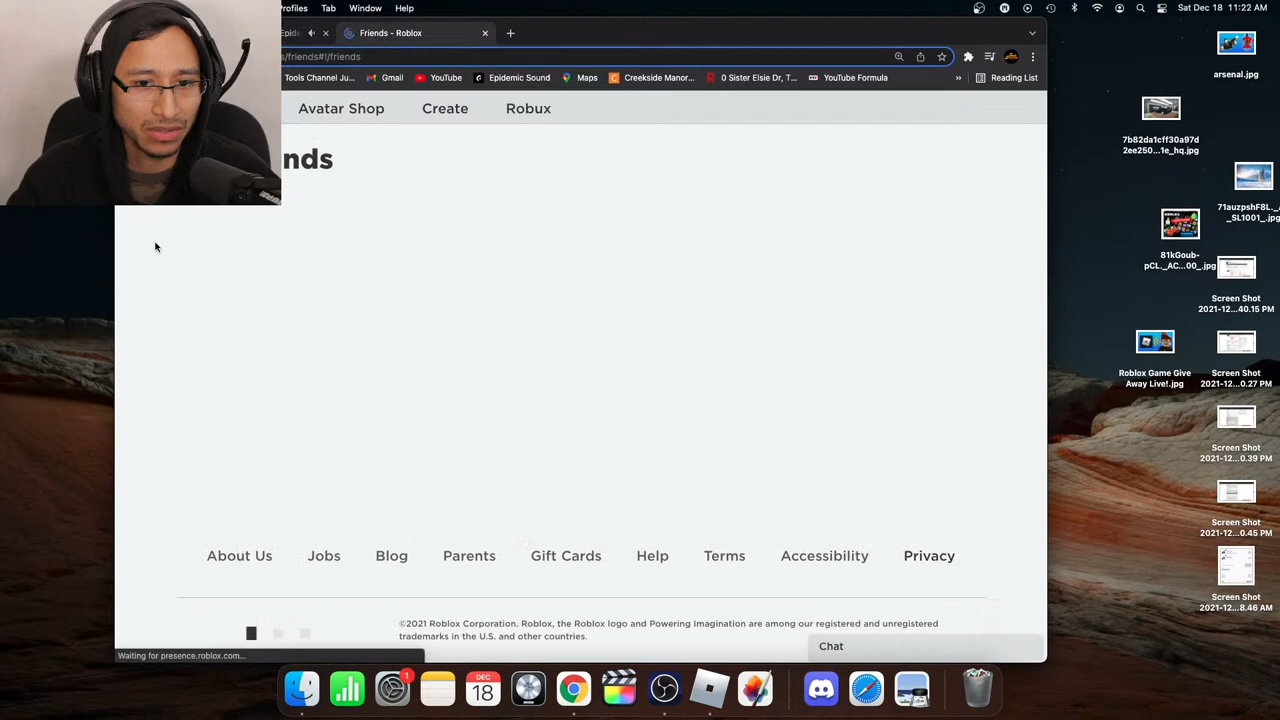 ofiles Tab Window Help
Sat Dec 18 11:22 AM
Epide
Friends - Roblox
s/friends#!/friends
Tools Channel Ju... Gmail YouTube Epidemic Sound Maps Creekside Manor... 0 Sister Elsie Dr, T... YouTube Formula » Reading List
Avatar Shop Create Robux
nds
arsenal.jpg
7b82da1cff30a97d
2ee250...1e_hq.jpg
71auzpshF8L._
_SL1001_.jpg
81kGoub-
pCL._AC...00_.jpg
Screen Shot
2021-12...40.15 PM
Roblox Game Give
Away Live!.jpg
Screen Shot
2021-12...0.27 PM
Screen Shot
2021-12...0.39 PM
Screen Shot
2021-12...0.45 PM
Screen Shot
2021-12...8.46 AM
About Us Jobs Blog Parents Gift Cards Help Terms Accessibility Privacy
©2021 Roblox Corporation. Roblox, the Roblox logo and Powering Imagination are among our registered and unregistered
trademarks in the U.S. and other countries.
Chat
Waiting for presence.roblox.com...
1
DEC
18